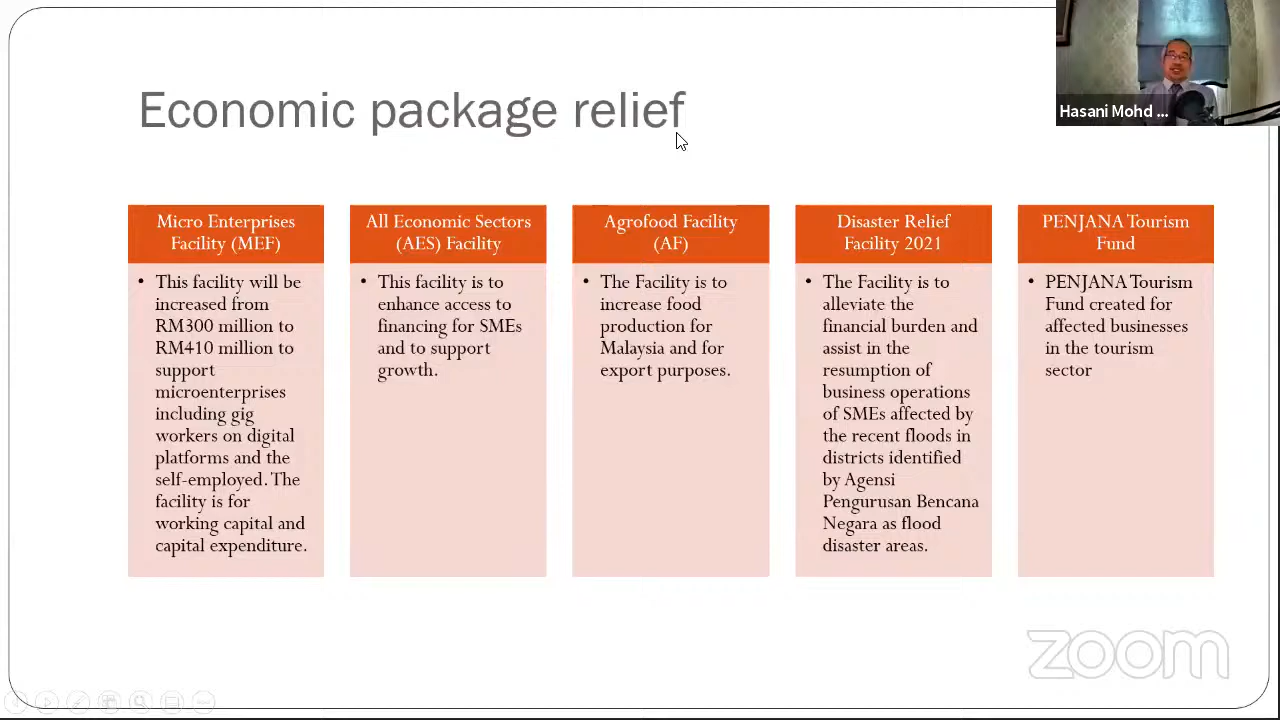 Hasani Mohd ...
Economic package relief
Micro Enterprises
Facility (MEF)
• This facility will be
increased from
RM300 million to
RM410 million to
support
microenterprises
including gig
workers on digital
platforms and the
self-employed. The
facility is for
working capital and
capital expenditure.
All Economic Sectors
(AES) Facility
• This facility is to
enhance access to
financing for SMEs
and to support
growth.
Agrofood Facility
(AF)
• The Facility is to
increase food
production for
Malaysia and for
export purposes.
Disaster Relief
Facility 2021
• The Facility is to
alleviate the
financial burden and
assist in the
resumption of
business operations
of SMEs affected by
the recent floods in
districts identified
by Agensi
Pengurusan Bencana
Negara as flood
disaster areas.
PENJANA Tourism
Fund
• PENJANA Tourism
Fund created for
affected businesses
in the tourism
sector
zoom